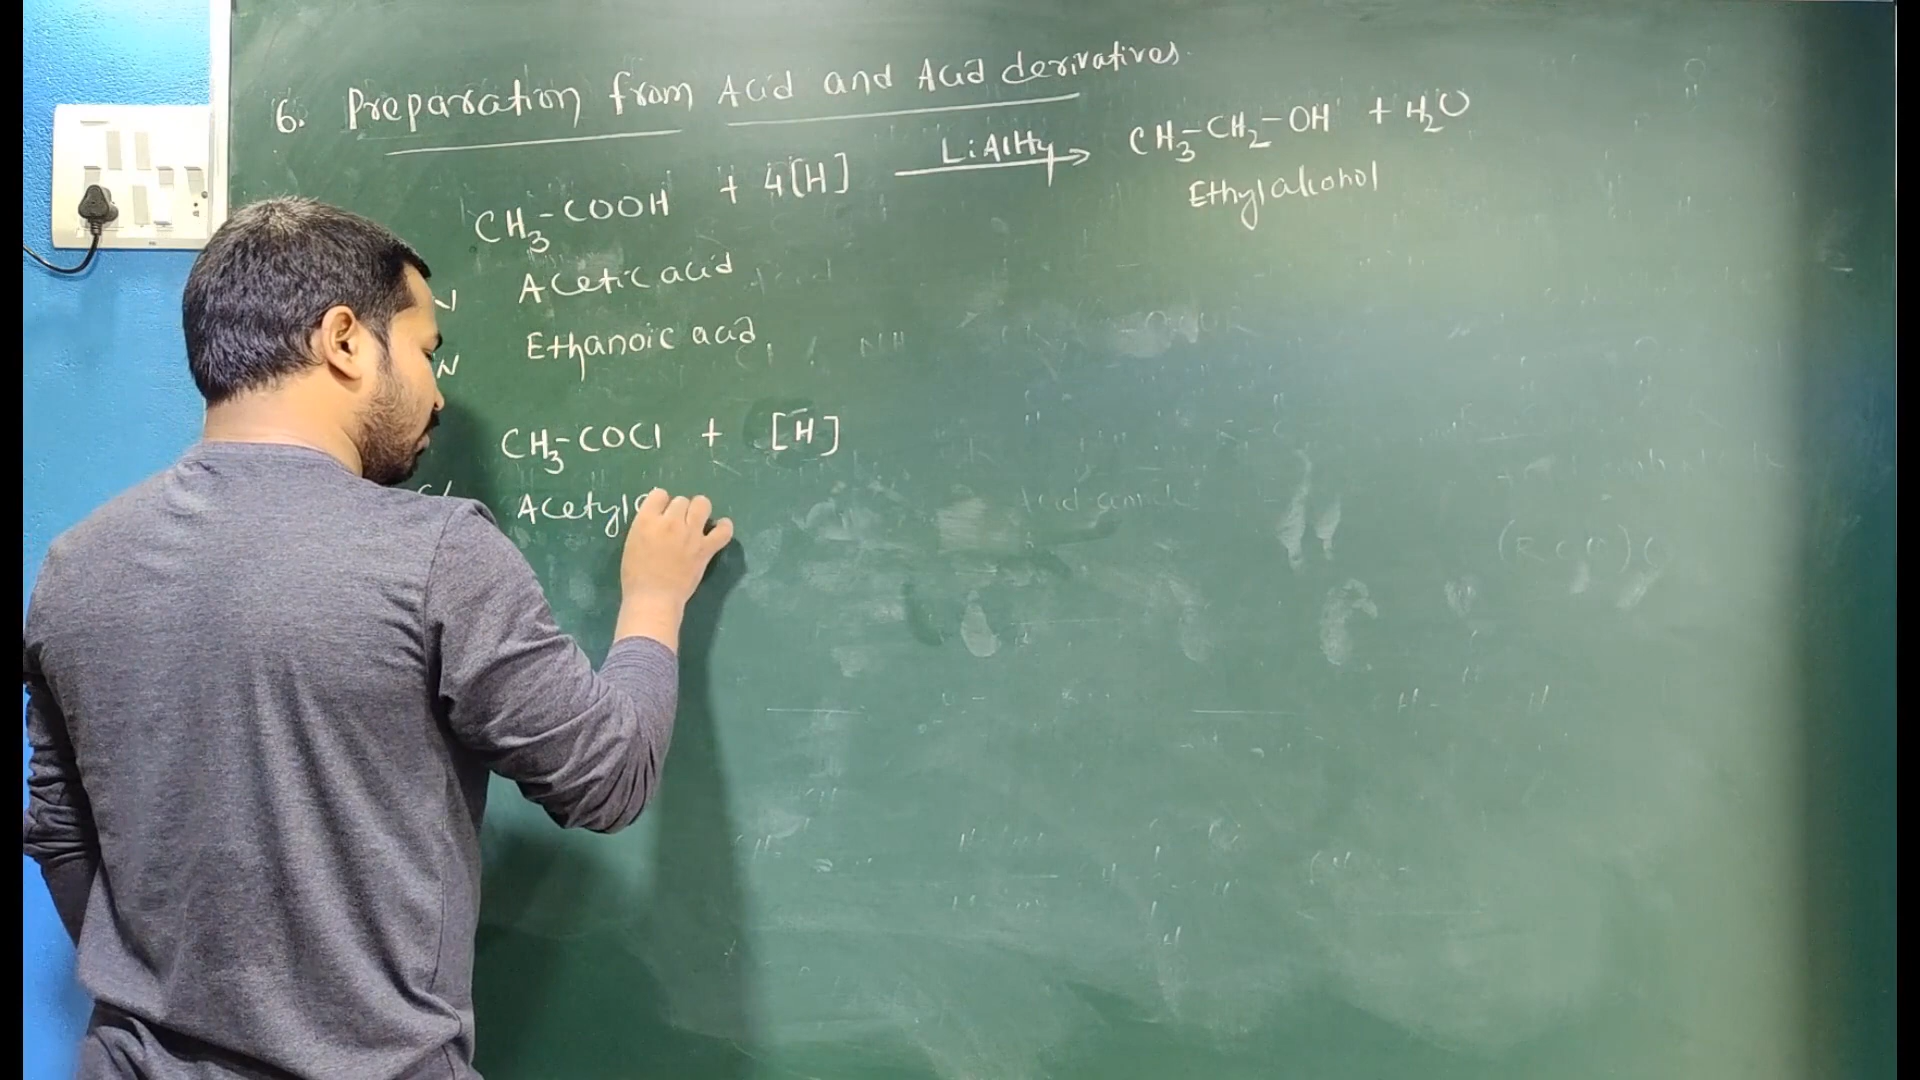 6. Preparation from Acid and Acid derivatives.
CH₃-COOH + 4[H] LiAlH₄ → CH₃-CH₂-OH + H₂O
Ethylalcohol
Acetic acid
N Ethanoic acid.
CH₃-COCl + [H]
Acetyl